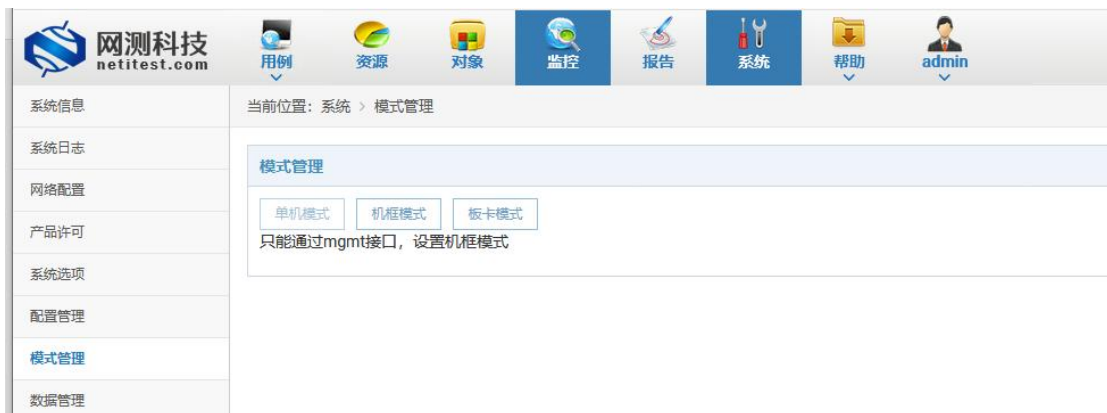 网测科技
netitest.com
用例
资源
对象
监控
报告
系统
帮助
admin
系统信息
系统日志
网络配置
产品许可
系统选项
配置管理
模式管理
数据管理
当前位置：系统 > 模式管理
模式管理
单机模式 机框模式 板卡模式
只能通过mgmt接口，设置机框模式